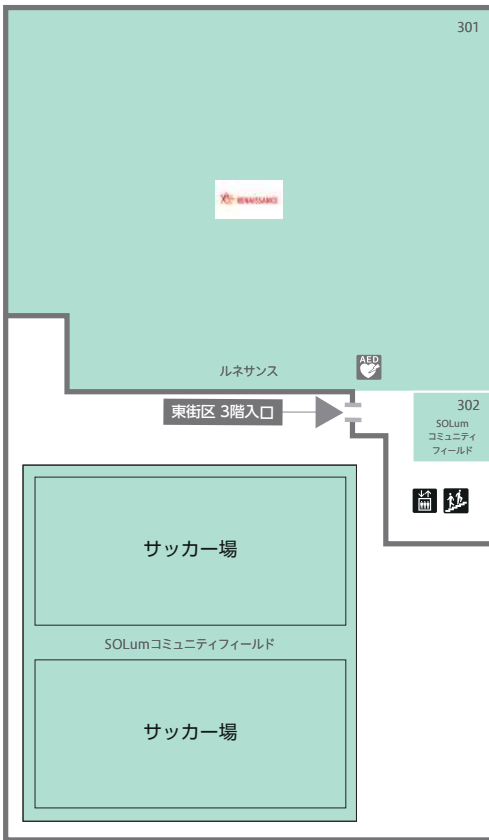 301
RENAISSANCE
ルネサンス
AED
東街区 3階入口
302
SOLum
コミュニティ
フィールド
サッカー場
SOLumコミュニティフィールド
サッカー場